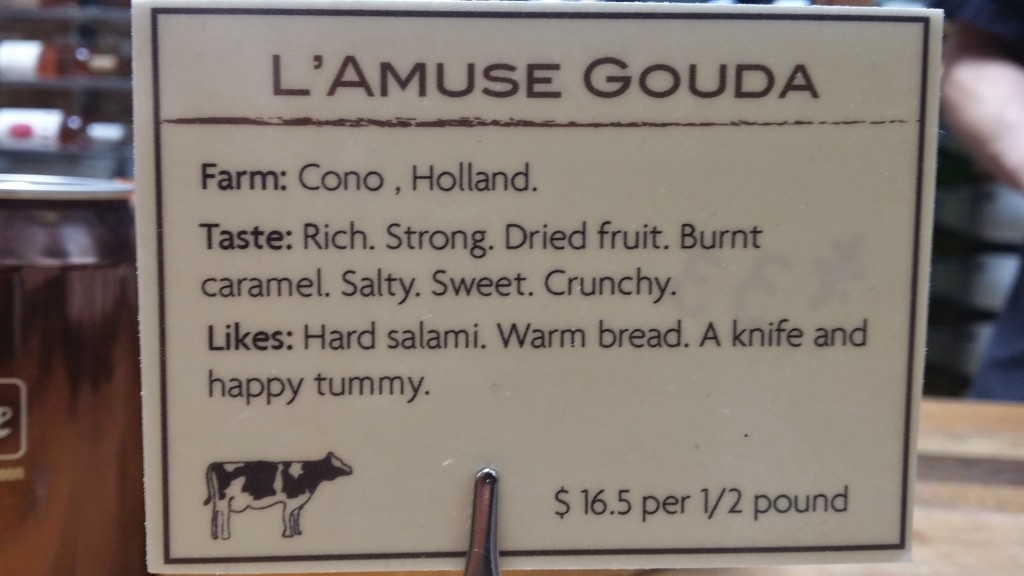 L'AMUSE GOUDA
Farm: Cono , Holland.
Taste: Rich. Strong. Dried fruit. Burnt
caramel. Salty. Sweet. Crunchy.
Likes: Hard salami. Warm bread. A knife and
happy tummy.
$ 16.5 per 1/2 pound